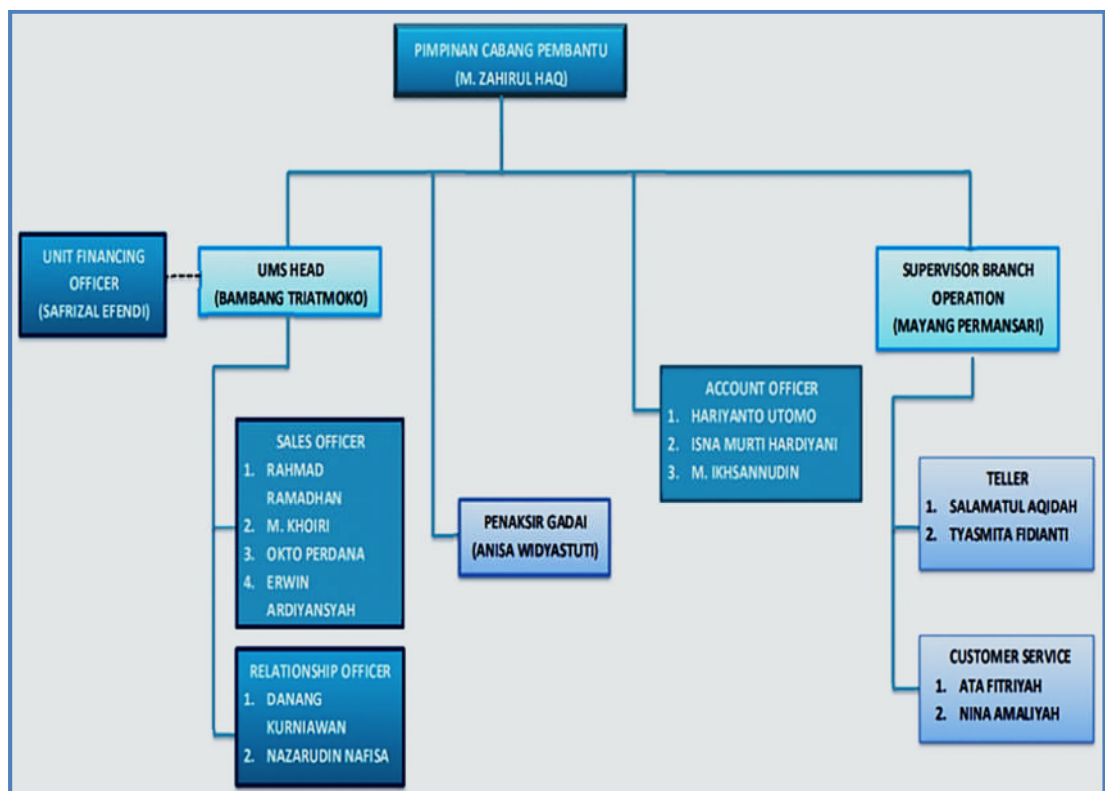 PIMPINAN CABANG PEMBANTU
(M. ZAHIRUL HAQ)
UNIT FINANCING
OFFICER
(SAFRIZAL EFENDI)
UMS HEAD
(BAMBANG TRIATMOKO)
SUPERVISOR BRANCH
OPERATION
(MAYANG PERMANSARI)
SALES OFFICER
1. RAHMAD
RAMADHAN
2. M. KHOIRI
3. OKTO PERDANA
4. ERWIN
ARDIYANSYAH
RELATIONSHIP OFFICER
1. DANANG
KURNIAWAN
2. NAZARUDIN NAFISA
PENAKSIR GADAI
(ANISA WIDYASTUTI)
ACCOUNT OFFICER
1. HARIYANTO UTOMO
2. ISNA MURTI HARDIYANI
3. M. IKHSANNUDIN
TELLER
1. SALAMATUL AQIDAH
2. TYASMITA FIDIANTI
CUSTOMER SERVICE
1. ATA FITRIYAH
2. NINA AMALIYAH